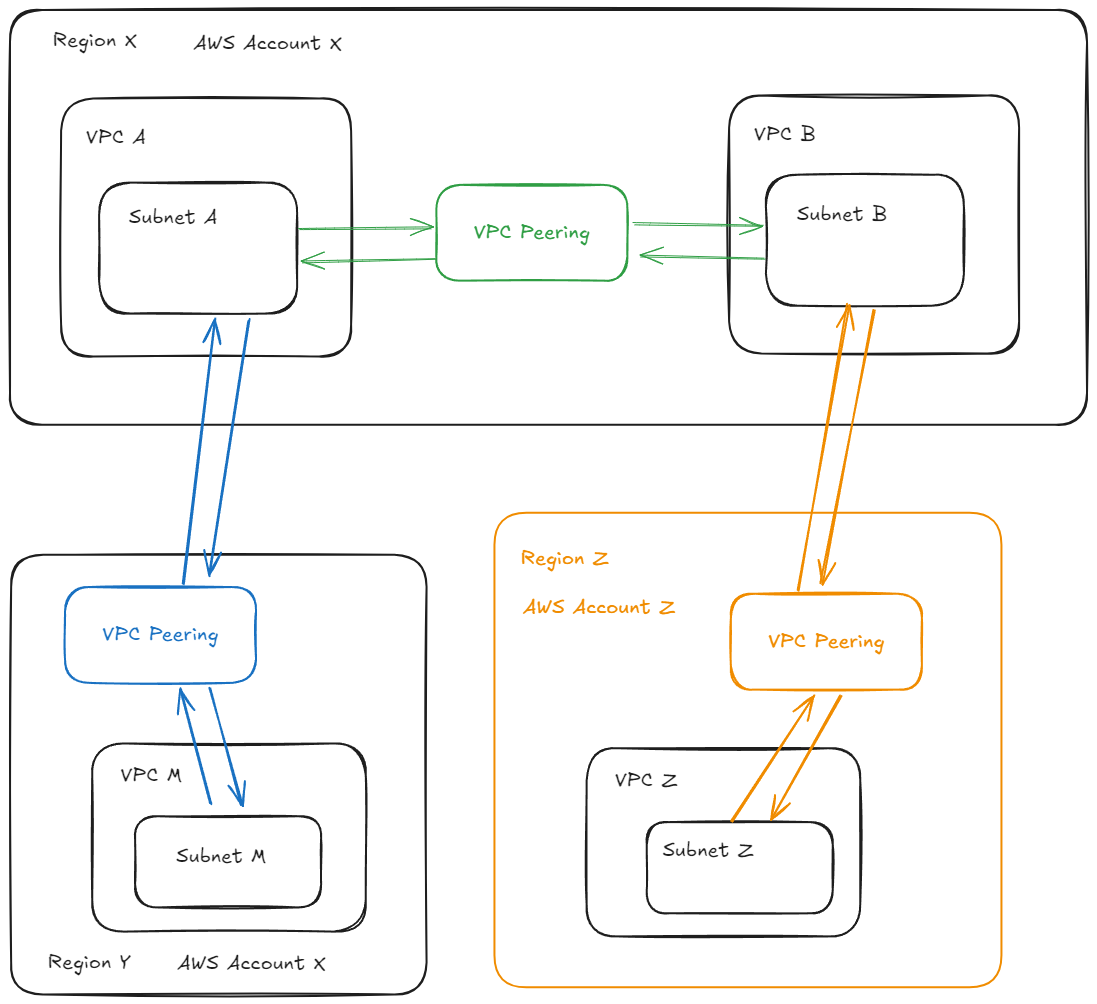 Region X AWS Account X
VPC A
VPC B
Subnet A
Subnet B
VPC Peering
Region Z
AWS Account Z
VPC Peering
VPC Peering
VPC M
VPC Z
Subnet M
Subnet Z
Region Y AWS Account X